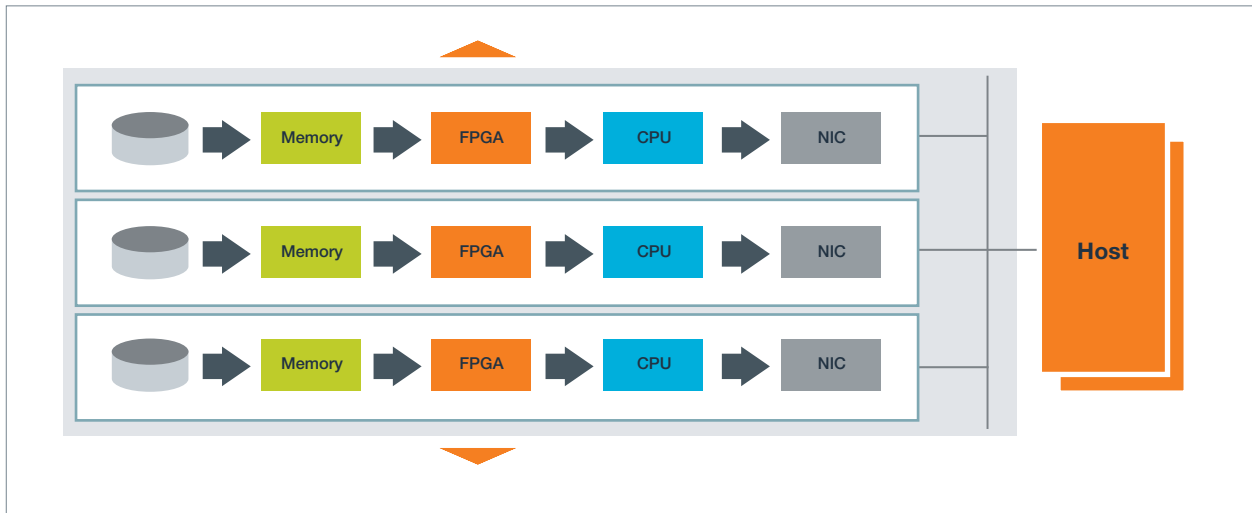 Memory
FPGA
CPU
NIC
Memory
FPGA
CPU
NIC
Host
Memory
FPGA
CPU
NIC